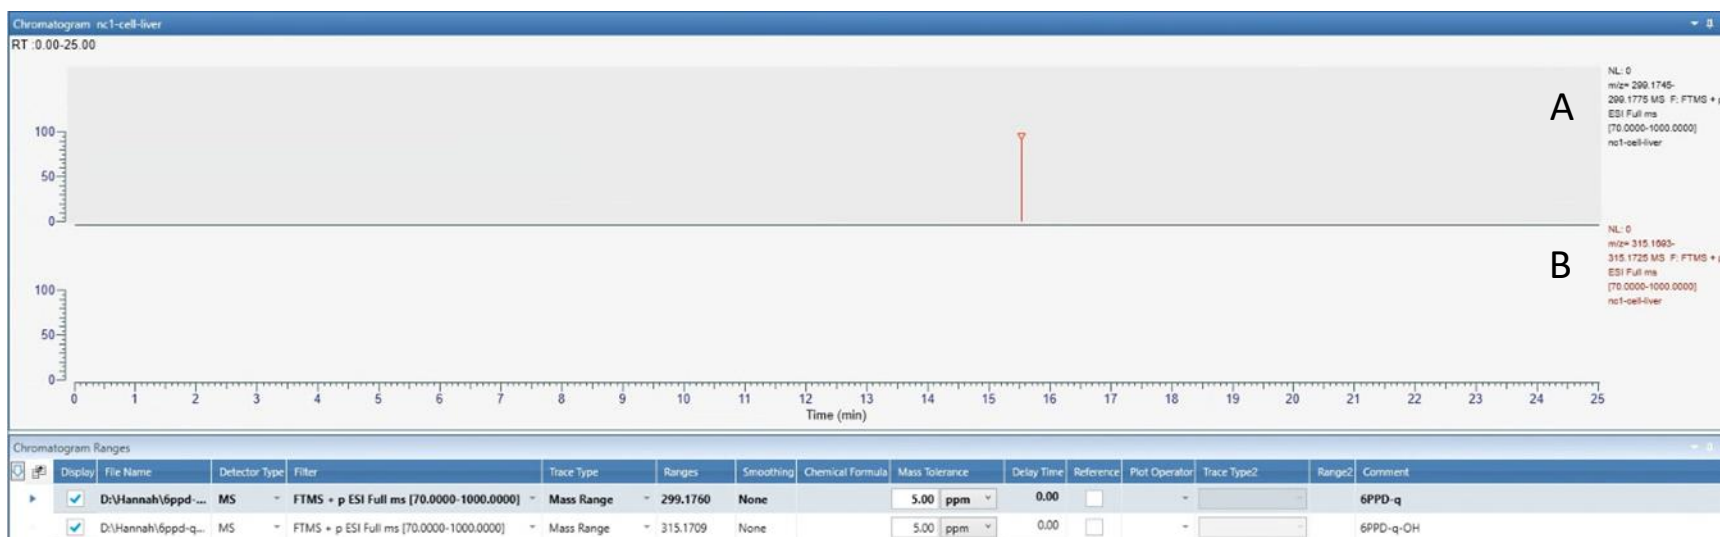 Chromatogram nc1-cell-liver
RT :0.00-25.00
NL: 0
m/z= 299.1745-
299.1775 MS F: FTMS + p
ESI Full ms
[70.0000-1000.0000]
nc1-cell-liver
A
100
50
0
NL: 0
m/z= 315.1693-
315.1725 MS F: FTMS + p
ESI Full ms
[70.0000-1000.0000]
nc1-cell-liver
B
100
50
0
0 1 2 3 4 5 6 7 8 9 10 11 12 13 14 15 16 17 18 19 20 21 22 23 24 25
Time (min)
Chromatogram Ranges
Display File Name Detector Type Filter Trace Type Ranges Smoothing Chemical Formula Mass Tolerance Delay Time Reference Plot Operator Trace Type2 Range2 Comment
D:\Hannah\6ppd-... MS FTMS + p ESI Full ms [70.0000-1000.0000] Mass Range 299.1760 None 5.00 ppm 0.00 6PPD-q
D:\Hannah\6ppd-q... MS FTMS + p ESI Full ms [70.0000-1000.0000] Mass Range 315.1709 None 5.00 ppm 0.00 6PPD-q-OH